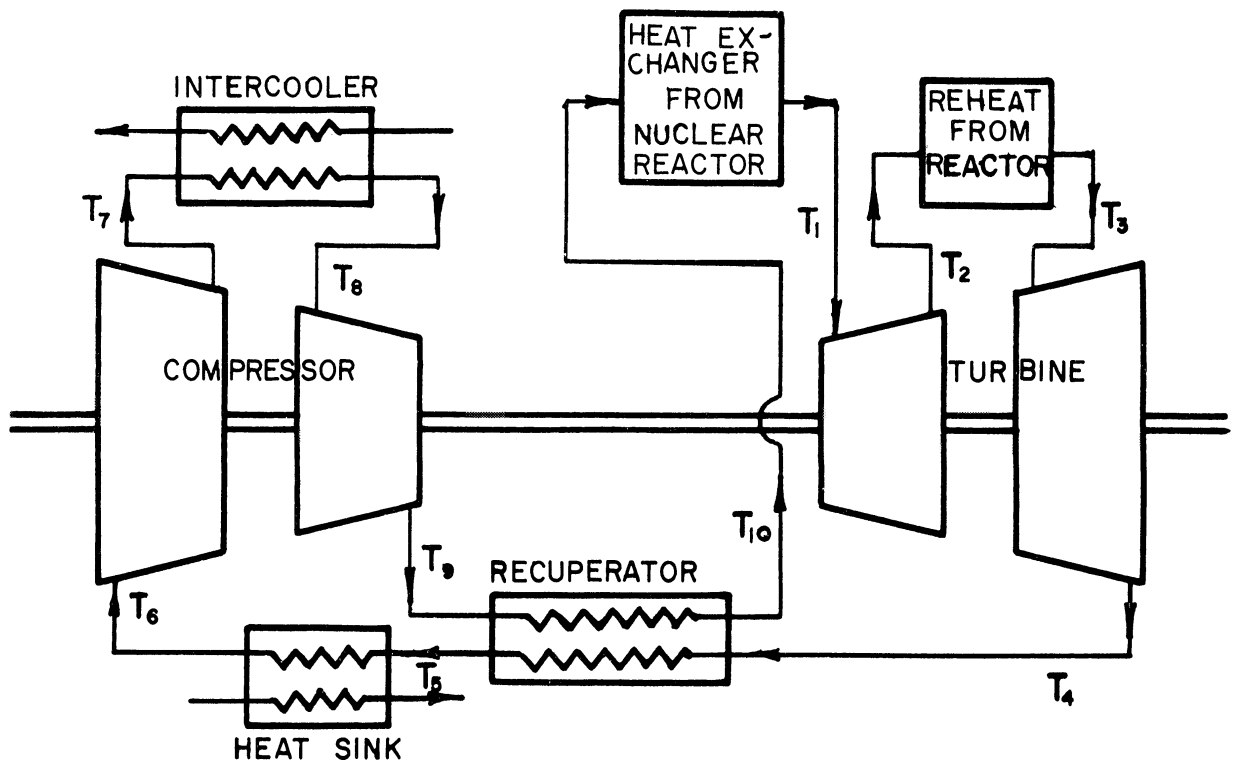 HEAT EX-
CHANGER
FROM
NUCLEAR
REACTOR
INTERCOOLER
REHEAT
FROM
REACTOR
T₇
T₁
T₃
T₈
T₂
COMPRESSOR
TURBINE
T₁₀
T₉
RECUPERATOR
T₆
T₅
T₄
HEAT SINK